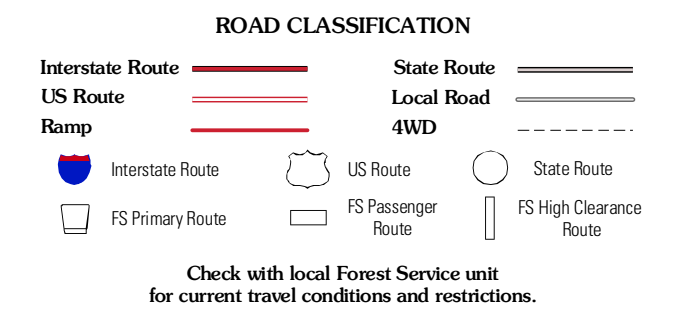 ROAD CLASSIFICATION
Interstate Route
State Route
US Route
Local Road
Ramp
4WD
Interstate Route
US Route
State Route
FS Primary Route
FS Passenger
Route
FS High Clearance
Route
Check with local Forest Service unit
for current travel conditions and restrictions.